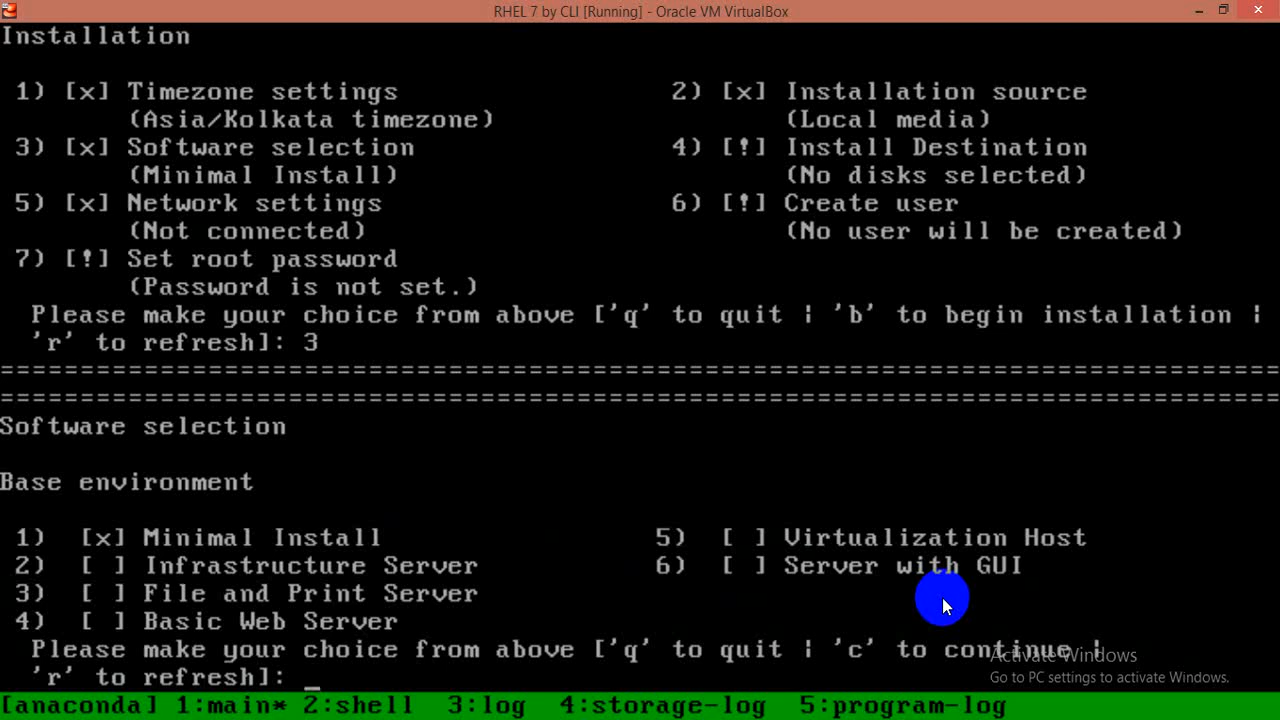 RHEL 7 by CLI [Running] - Oracle VM VirtualBox
Installation
1) [x] Timezone settings 2) [x] Installation source
(Asia/Kolkata timezone) (Local media)
3) [x] Software selection 4) [!] Install Destination
(Minimal Install) (No disks selected)
5) [x] Network settings 6) [!] Create user
(Not connected) (No user will be created)
7) [!] Set root password
(Password is not set.)
Please make your choice from above ['q' to quit | 'b' to begin installation |
'r' to refresh]: 3
================================================================================
================================================================================
Software selection
Base environment
1) [x] Minimal Install 5) [ ] Virtualization Host
2) [ ] Infrastructure Server 6) [ ] Server with GUI
3) [ ] File and Print Server
4) [ ] Basic Web Server
Please make your choice from above ['q' to quit | 'c' to continue |
'r' to refresh]: _
Activate Windows
Go to PC settings to activate Windows.
[anaconda] 1:main* 2:shell 3:log 4:storage-log 5:program-log